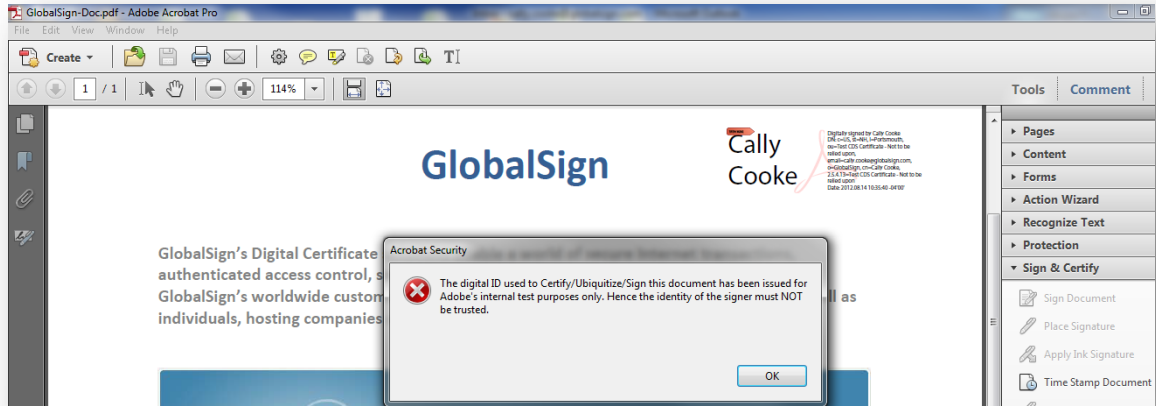 GlobalSign-Doc.pdf - Adobe Acrobat Pro
File Edit View Window Help
Create
1 / 1
114%
Tools Comment
GlobalSign
Cally
Cooke
Digitally signed by Cally Cooke
DN: c=US, st=NH, l=Portsmouth,
ou=Test CDS Certificate - Not to be
relied upon,
email=cally.cooke@globalsign.com,
o=GlobalSign, cn=Cally Cooke,
2.5.4.13=Test CDS Certificate - Not to be
relied upon
Date: 2012.08.14 10:35:40 -04'00'
GlobalSign's Digital Certificate
authenticated access control, s
GlobalSign's worldwide custom
individuals, hosting companies
ll as
Acrobat Security
The digital ID used to Certify/Ubiquitize/Sign this document has been issued for
Adobe's internal test purposes only. Hence the identity of the signer must NOT
be trusted.
OK
Pages
Content
Forms
Action Wizard
Recognize Text
Protection
Sign & Certify
Sign Document
Place Signature
Apply Ink Signature
Time Stamp Document